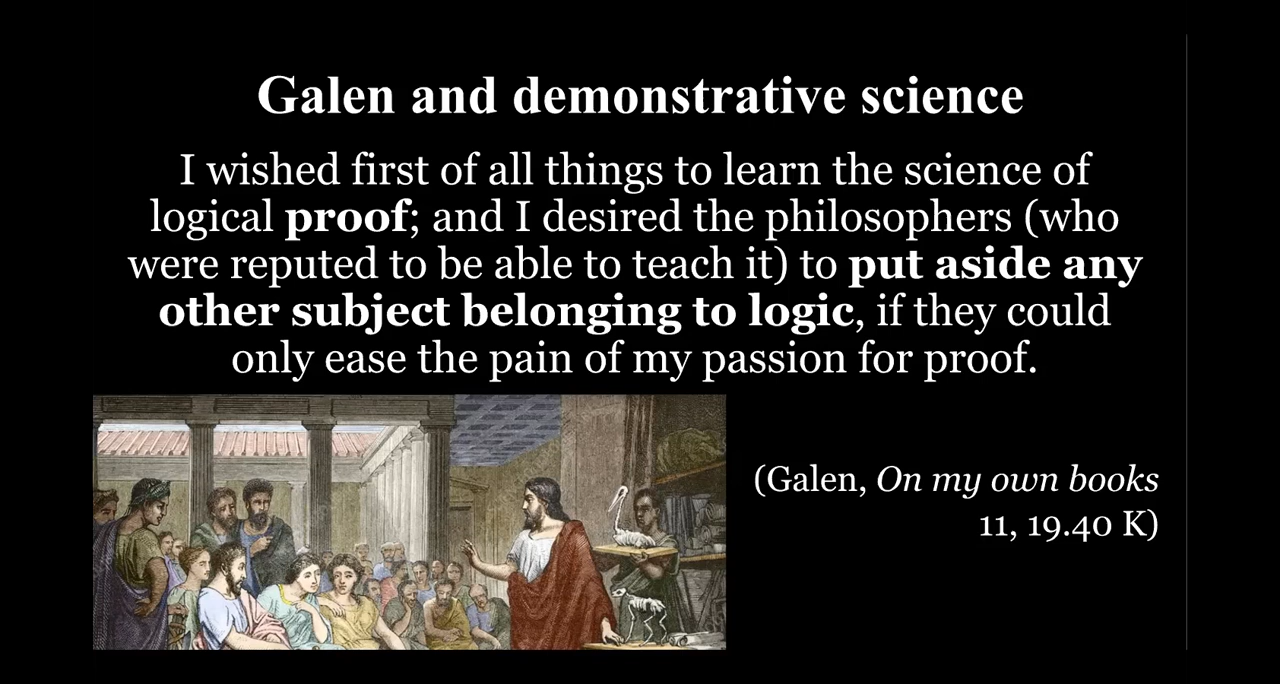 Galen and demonstrative science
I wished first of all things to learn the science of
logical proof; and I desired the philosophers (who
were reputed to be able to teach it) to put aside any
other subject belonging to logic, if they could
only ease the pain of my passion for proof.
(Galen, On my own books
11, 19.40 K)